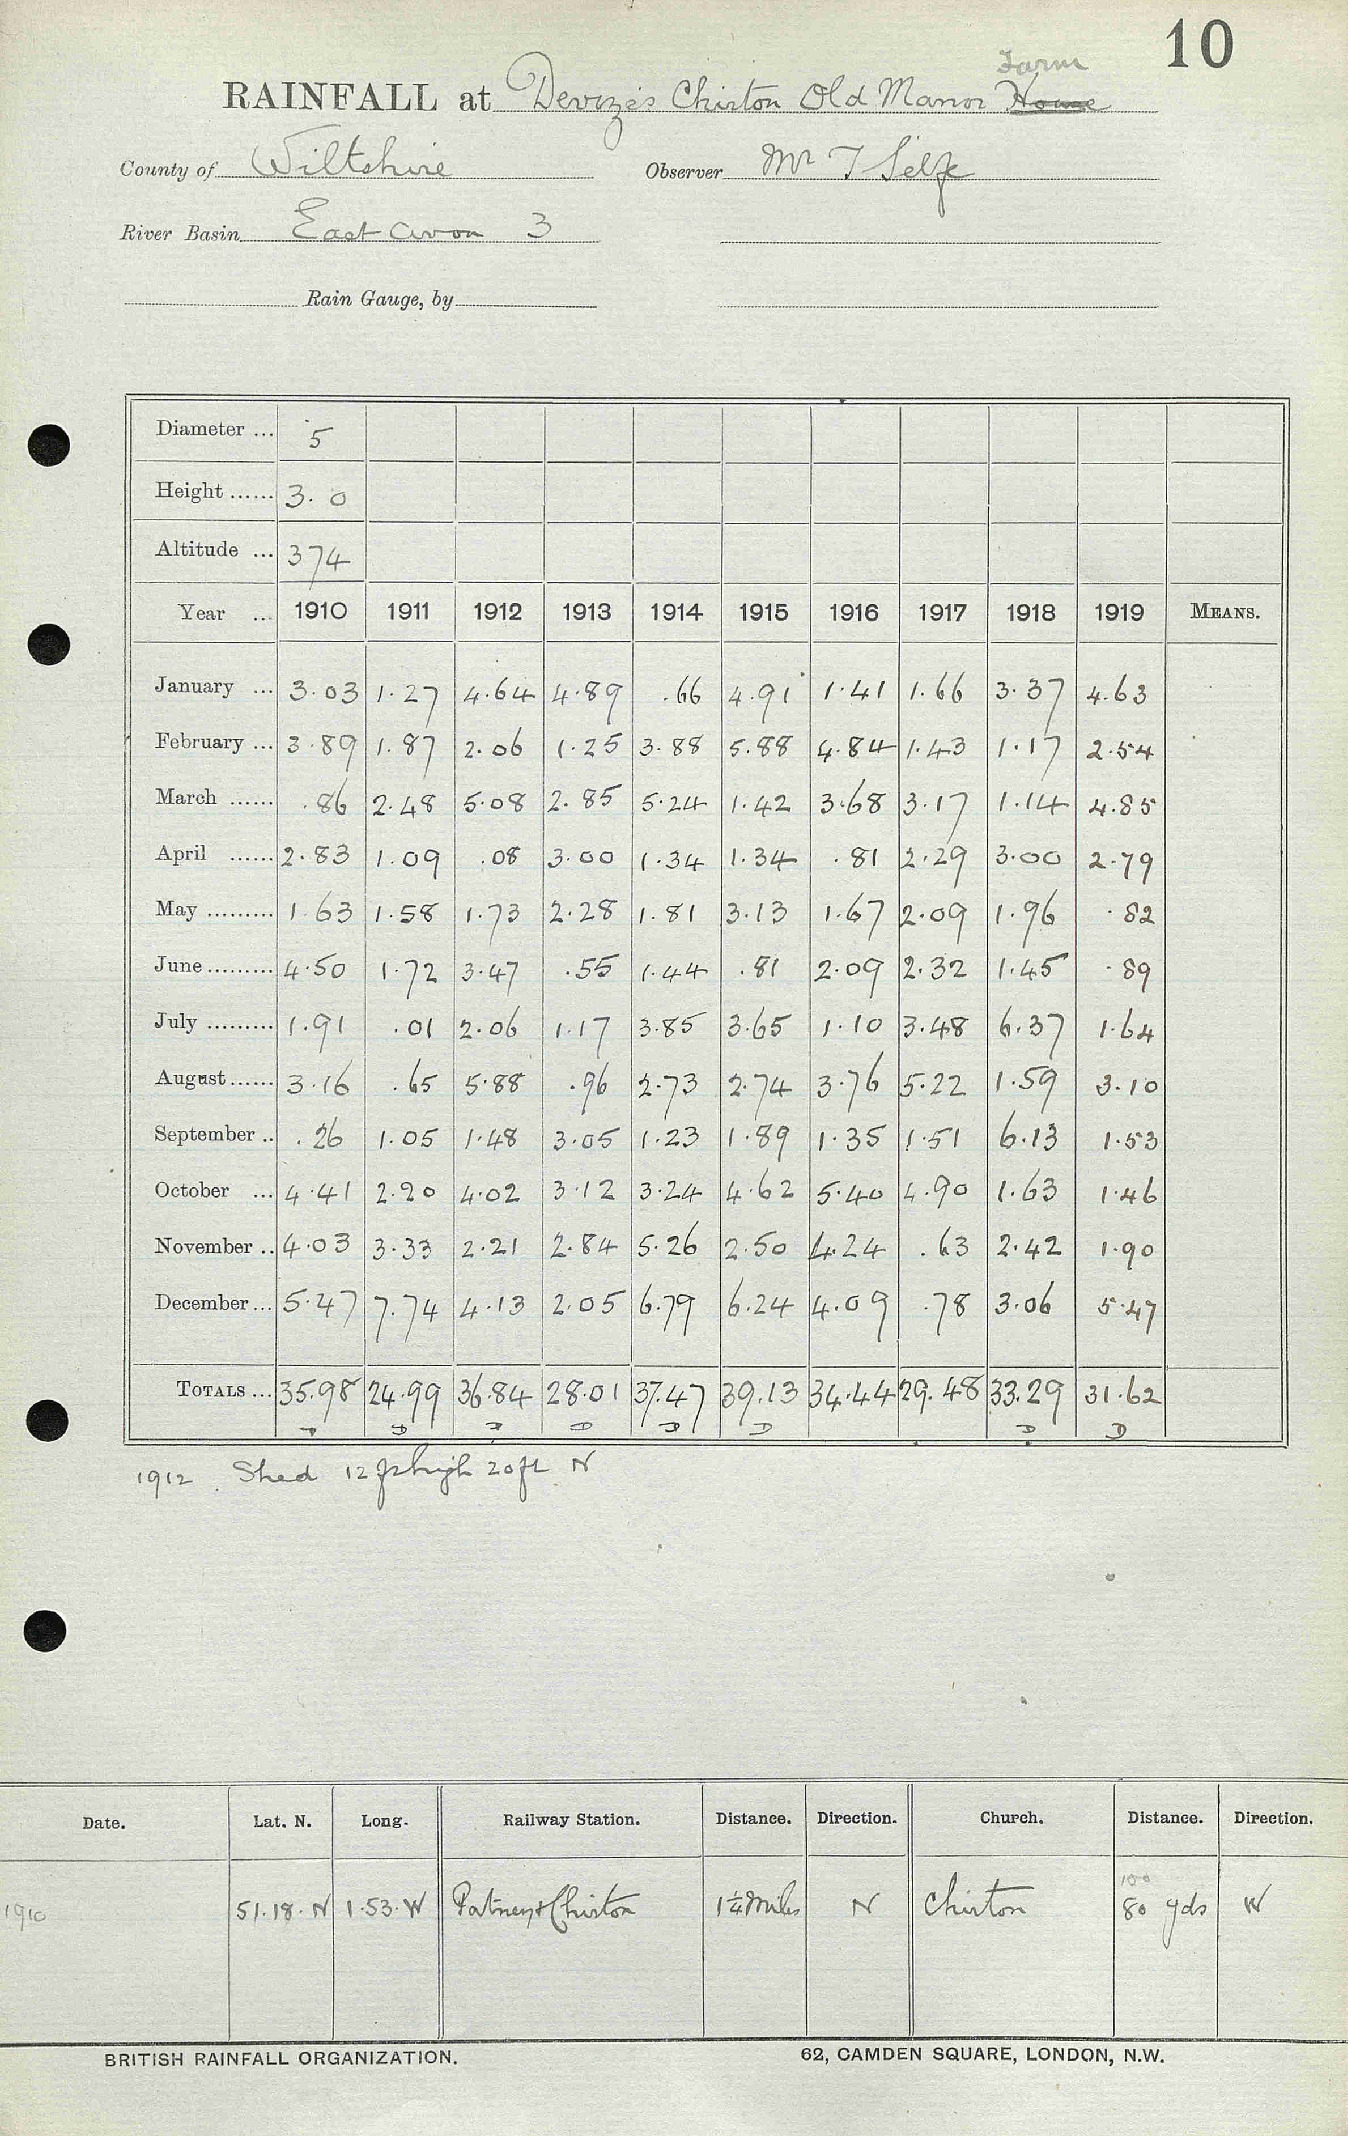 10
Farm
RAINFALL at Devizes Chirton Old Manor House
County of Wiltshire Observer Mr T Selfe
River Basin East Avon 3
Rain Gauge, by
Diameter ... 5
Height ...... 3.0
Altitude ... 374
Year ... 1910 1911 1912 1913 1914 1915 1916 1917 1918 1919 MEANS.
January ... 3.03 1.27 4.64 4.89 .66 4.91 1.41 1.66 3.37 4.63
February ... 3.89 1.87 2.06 1.25 3.88 5.88 4.84 1.43 1.17 2.54
March ...... .86 2.48 5.08 2.85 5.24 1.42 3.68 3.17 1.14 4.85
April ...... 2.83 1.09 .08 3.00 1.34 1.34 .81 2.29 3.00 2.79
May ......... 1.63 1.58 1.73 2.28 1.81 3.13 1.67 2.09 1.96 .82
June ......... 4.50 1.72 3.47 .55 1.44 .81 2.09 2.32 1.45 .89
July ......... 1.91 .01 2.06 1.17 3.85 3.65 1.10 3.48 6.37 1.64
August ...... 3.16 .65 5.88 .96 2.73 2.74 3.76 5.22 1.59 3.10
September .. .26 1.05 1.48 3.05 1.23 1.89 1.35 1.51 6.13 1.53
October ... 4.41 2.20 4.02 3.12 3.24 4.62 5.40 4.90 1.63 1.46
November .. 4.03 3.33 2.21 2.84 5.26 2.50 4.24 .63 2.42 1.90
December ... 5.47 7.74 4.13 2.05 6.79 6.24 4.09 .78 3.06 5.47
TOTALS ... 35.98 24.99 36.84 28.01 37.47 39.13 34.44 29.48 33.29 31.62
D D D D D D D D
1912. Shed 12 ft high 20 ft N
Date. Lat. N. Long. Railway Station. Distance. Direction. Church. Distance. Direction.
100
1910 51.18.N 1.53.W Patney & Chirton 1¼ Miles N Chirton 80 yds W
BRITISH RAINFALL ORGANIZATION. 62, CAMDEN SQUARE, LONDON, N.W.